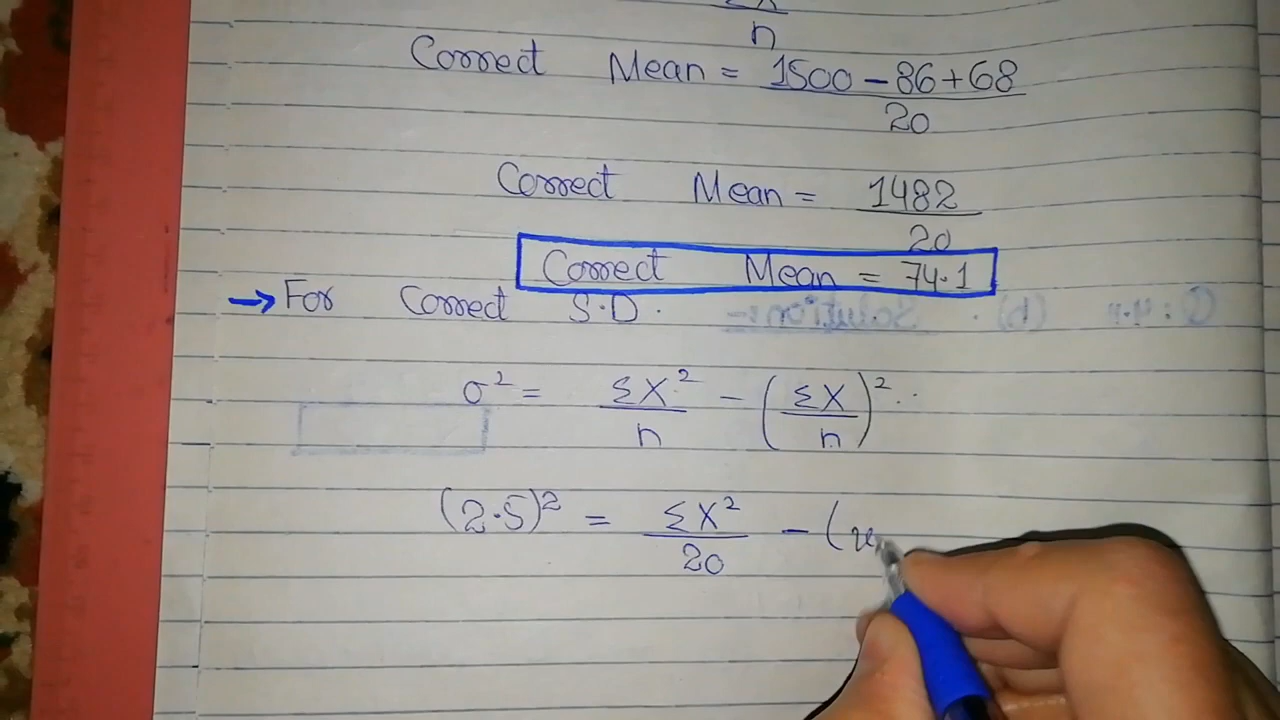 ΣX
n
Correct Mean = 1500 - 86 + 68
20
Correct Mean = 1482
20
Correct Mean = 74.1
→ For Correct S.D.
σ² = ΣX²/n - (ΣX/n)²
(2.5)² = ΣX²/20 - (